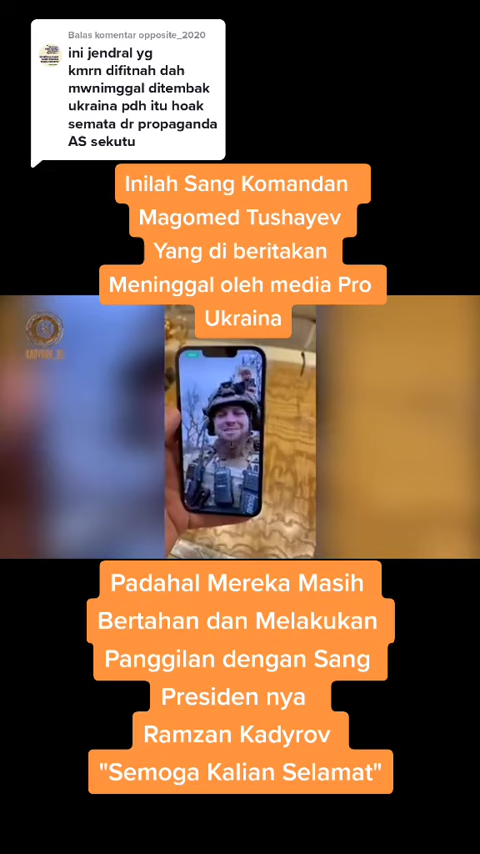 Balas komentar opposite_2020
ini jendral yg
kmrn difitnah dah
mwnimggal ditembak
ukraina pdh itu hoak
semata dr propaganda
AS sekutu
Inilah Sang Komandan
Magomed Tushayev
Yang di beritakan
Meninggal oleh media Pro
Ukraina
Padahal Mereka Masih
Bertahan dan Melakukan
Panggilan dengan Sang
Presiden nya
Ramzan Kadyrov
"Semoga Kalian Selamat"